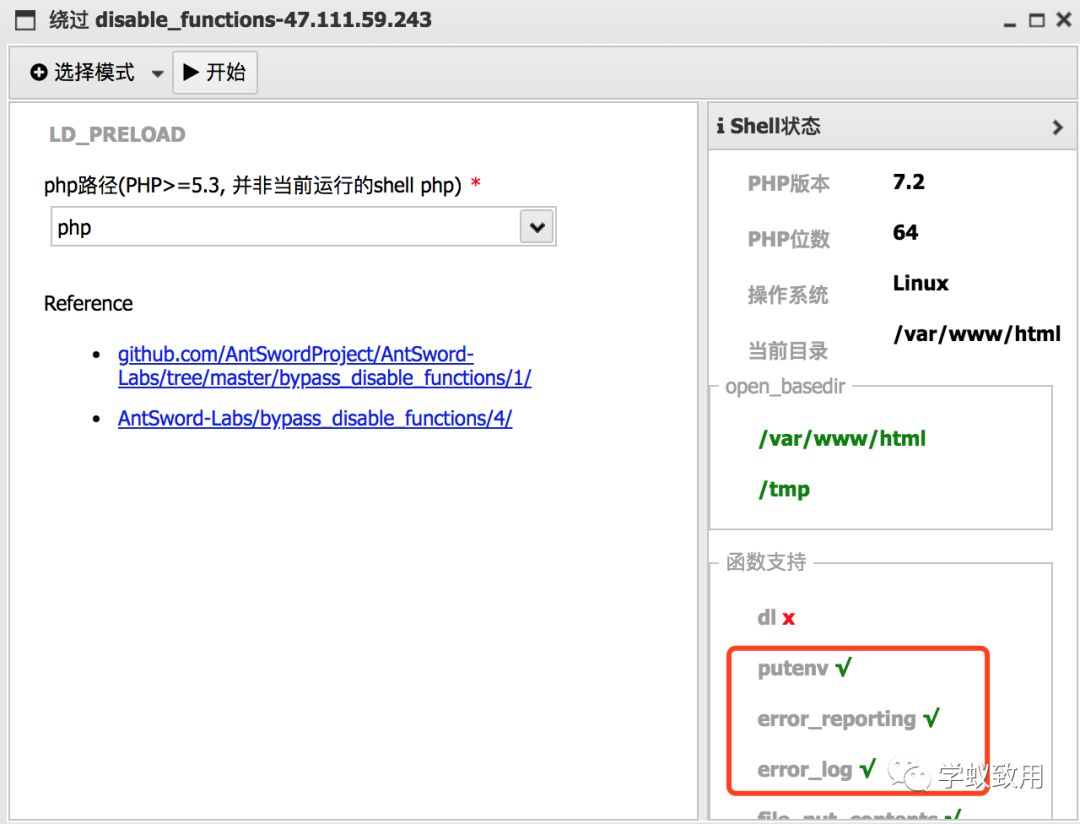 绕过 disable_functions-47.111.59.243
选择模式
开始
LD_PRELOAD
php路径(PHP>=5.3, 并非当前运行的shell php) *
php
Reference
github.com/AntSwordProject/AntSword-
Labs/tree/master/bypass_disable_functions/1/
AntSword-Labs/bypass_disable_functions/4/
Shell状态
PHP版本 7.2
PHP位数 64
操作系统 Linux
当前目录 /var/www/html
open_basedir
/var/www/html
/tmp
函数支持
dl x
putenv √
error_reporting √
error_log √
学蚁致用
file_put_contents √